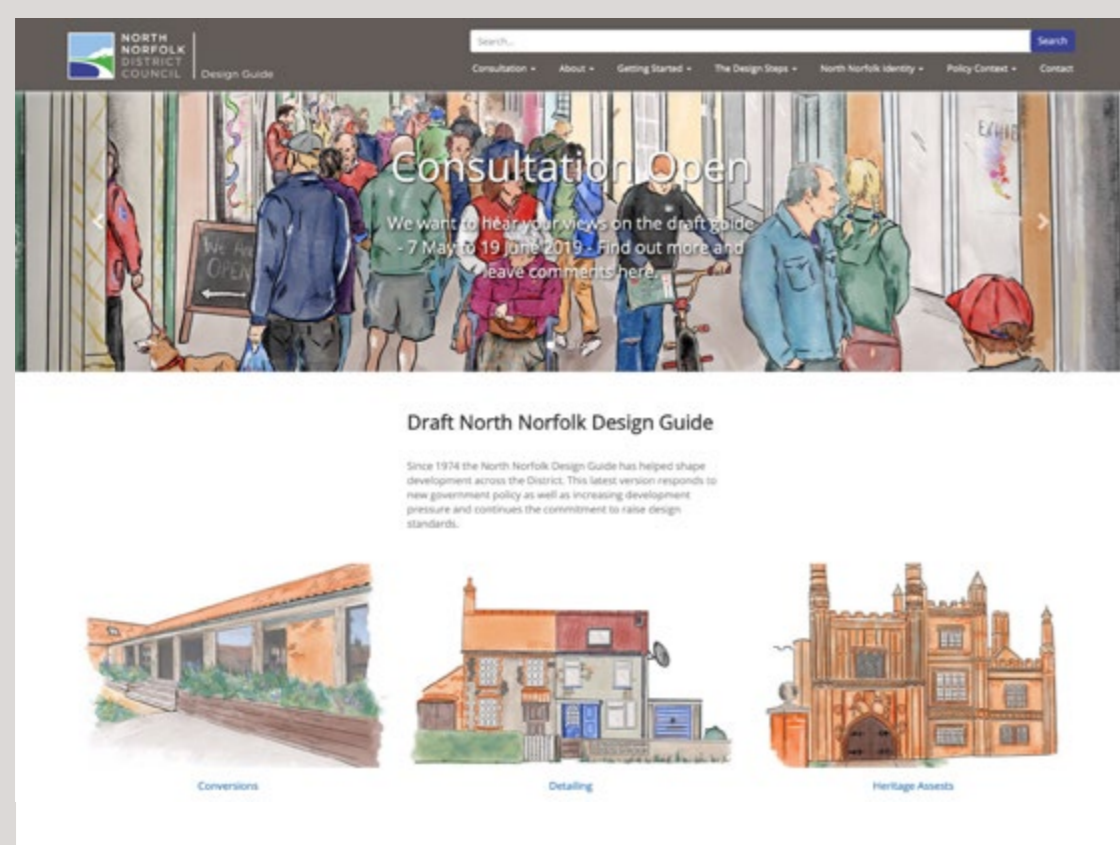 NORTH
NORFOLK
DISTRICT
COUNCIL
Design Guide
Search...
Search
Consultation
About
Getting Started
The Design Steps
North Norfolk Identity
Policy Context
Contact
Consultation Open
We want to hear your views on the draft guide
- 7 May to 19 June 2019 - Find out more and
leave comments here.
OPEN
Draft North Norfolk Design Guide
Since 1974 the North Norfolk Design Guide has helped shape
development across the District. This latest version responds to
new government policy as well as increasing development
pressure and continues the commitment to raise design
standards.
Conversions
Detailing
Heritage Assests